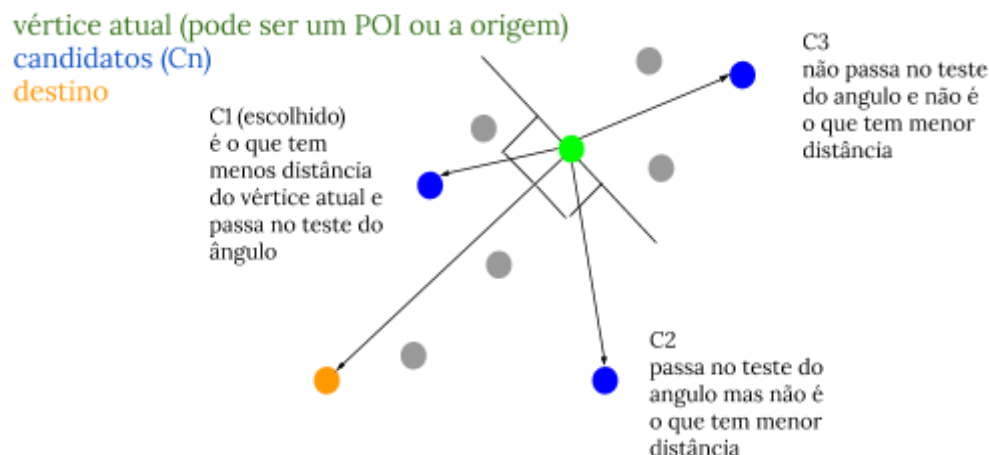 vértice atual (pode ser um POI ou a origem)
candidatos (Cn)
destino
C1 (escolhido)
é o que tem
menos distância
do vértice atual e
passa no teste do
ângulo
C3
não passa no teste
do angulo e não é
o que tem menor
distância
C2
passa no teste do
angulo mas não é
o que tem menor
distância